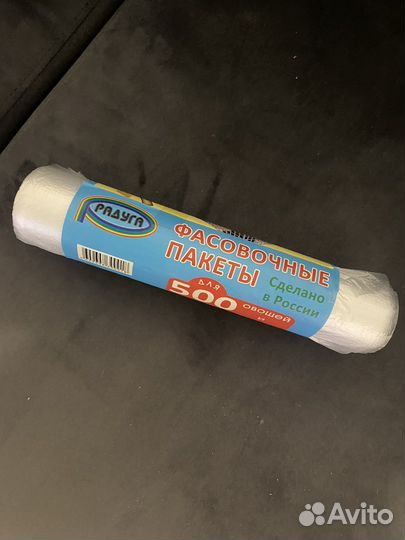 РАДУГА
ФАСОВОЧНЫЕ
ПАКЕТЫ
Сделано
в России
для
500
овощей
и
Avito